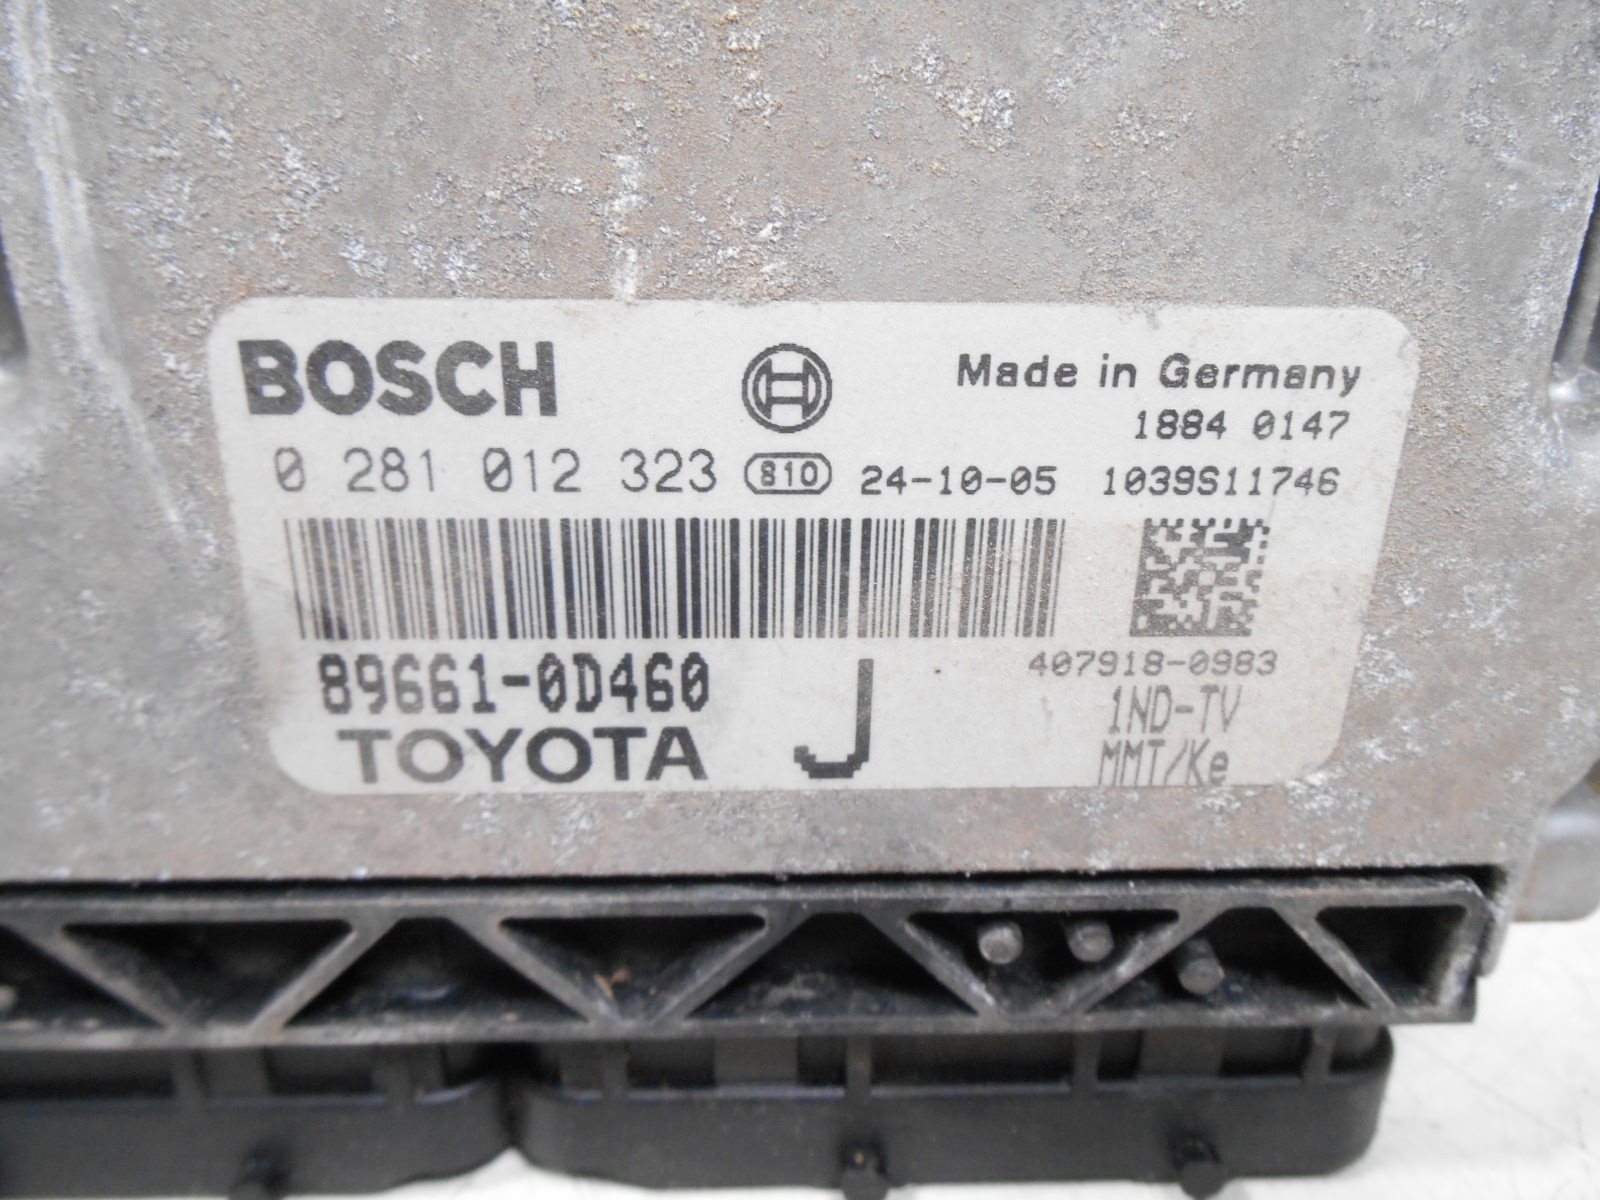 BOSCH
Made in Germany
1884 0147
0 281 012 323 810 24-10-05 1039S11746
89661-0D460 J 407918-0983
TOYOTA 1ND-TV
MMT/Ke